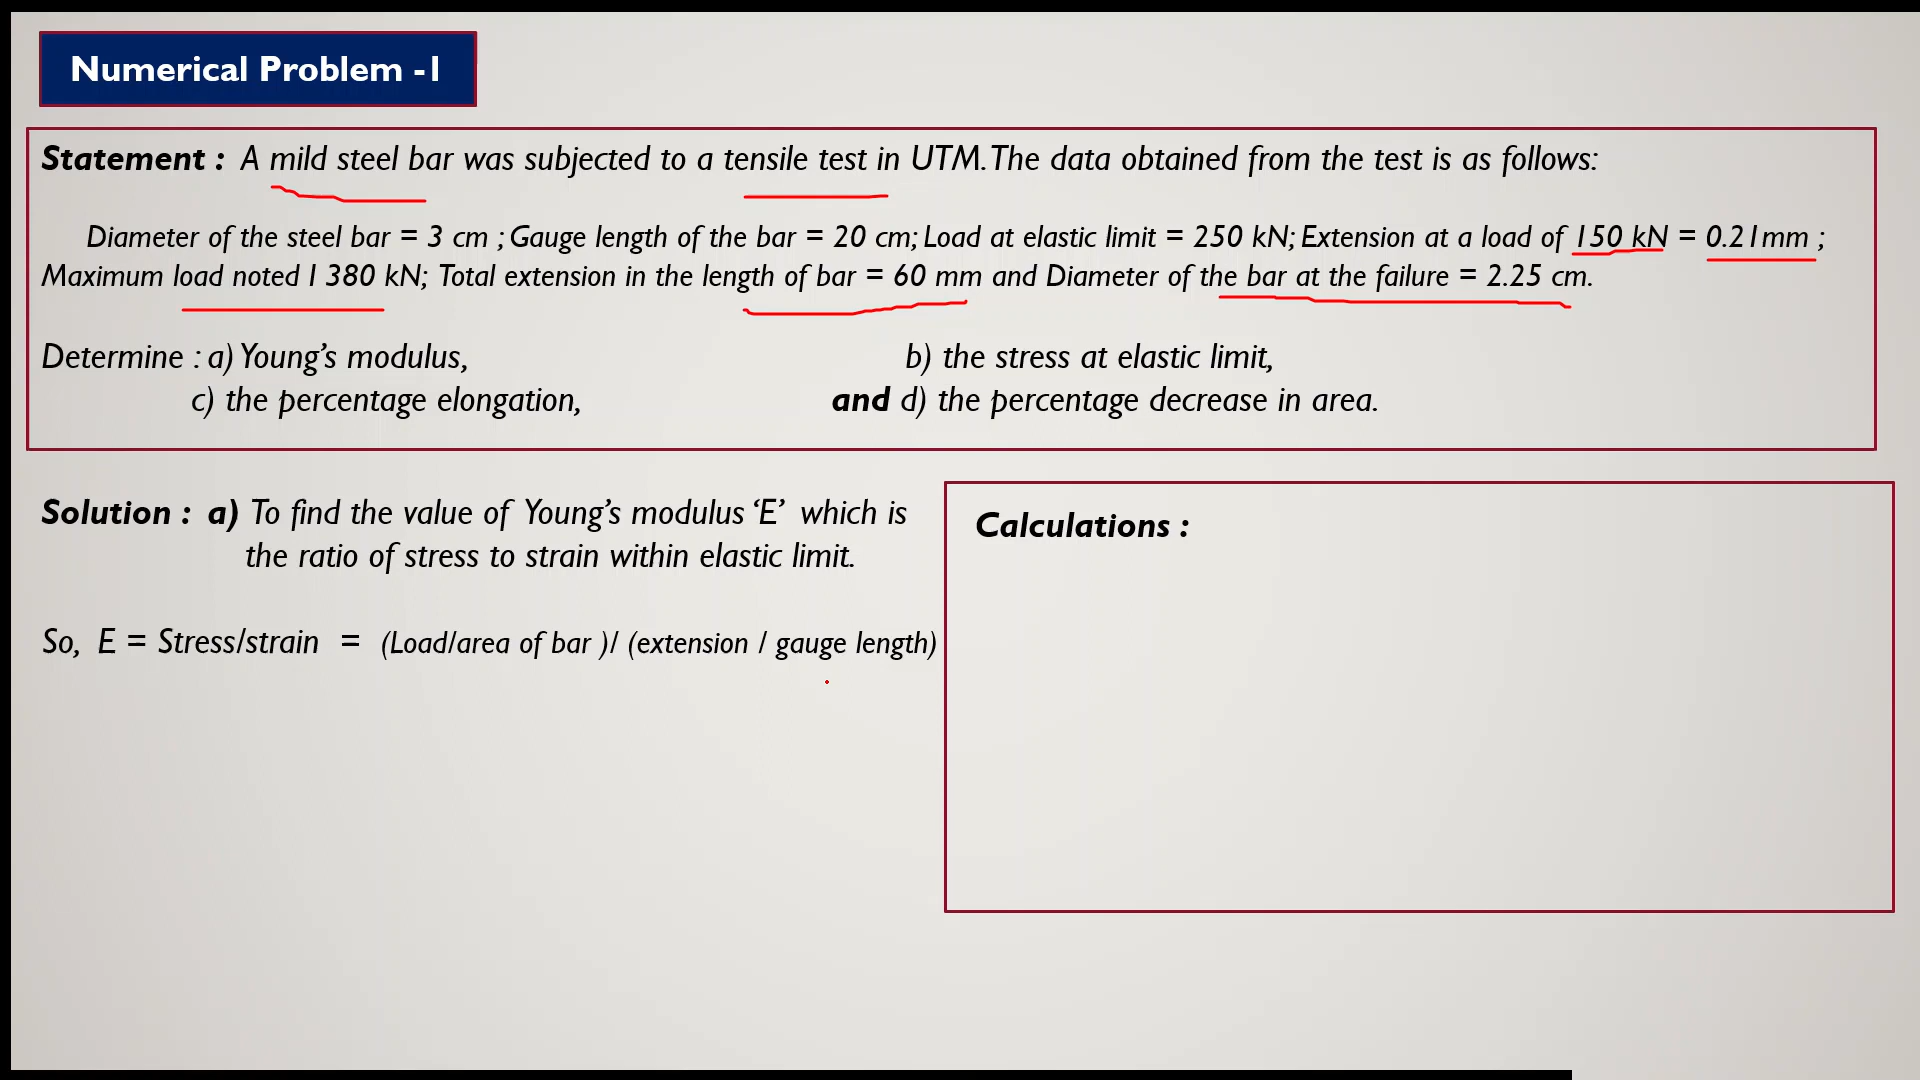 Numerical Problem -1
Statement : A mild steel bar was subjected to a tensile test in UTM. The data obtained from the test is as follows:
Diameter of the steel bar = 3 cm ; Gauge length of the bar = 20 cm; Load at elastic limit = 250 kN; Extension at a load of 150 kN = 0.21mm ;
Maximum load noted 1 380 kN; Total extension in the length of bar = 60 mm and Diameter of the bar at the failure = 2.25 cm.
Determine : a) Young's modulus, b) the stress at elastic limit,
c) the percentage elongation, and d) the percentage decrease in area.
Solution : a) To find the value of Young's modulus ‘E’ which is
the ratio of stress to strain within elastic limit.
So, E = Stress/strain = (Load/area of bar )/ (extension / gauge length)
Calculations :